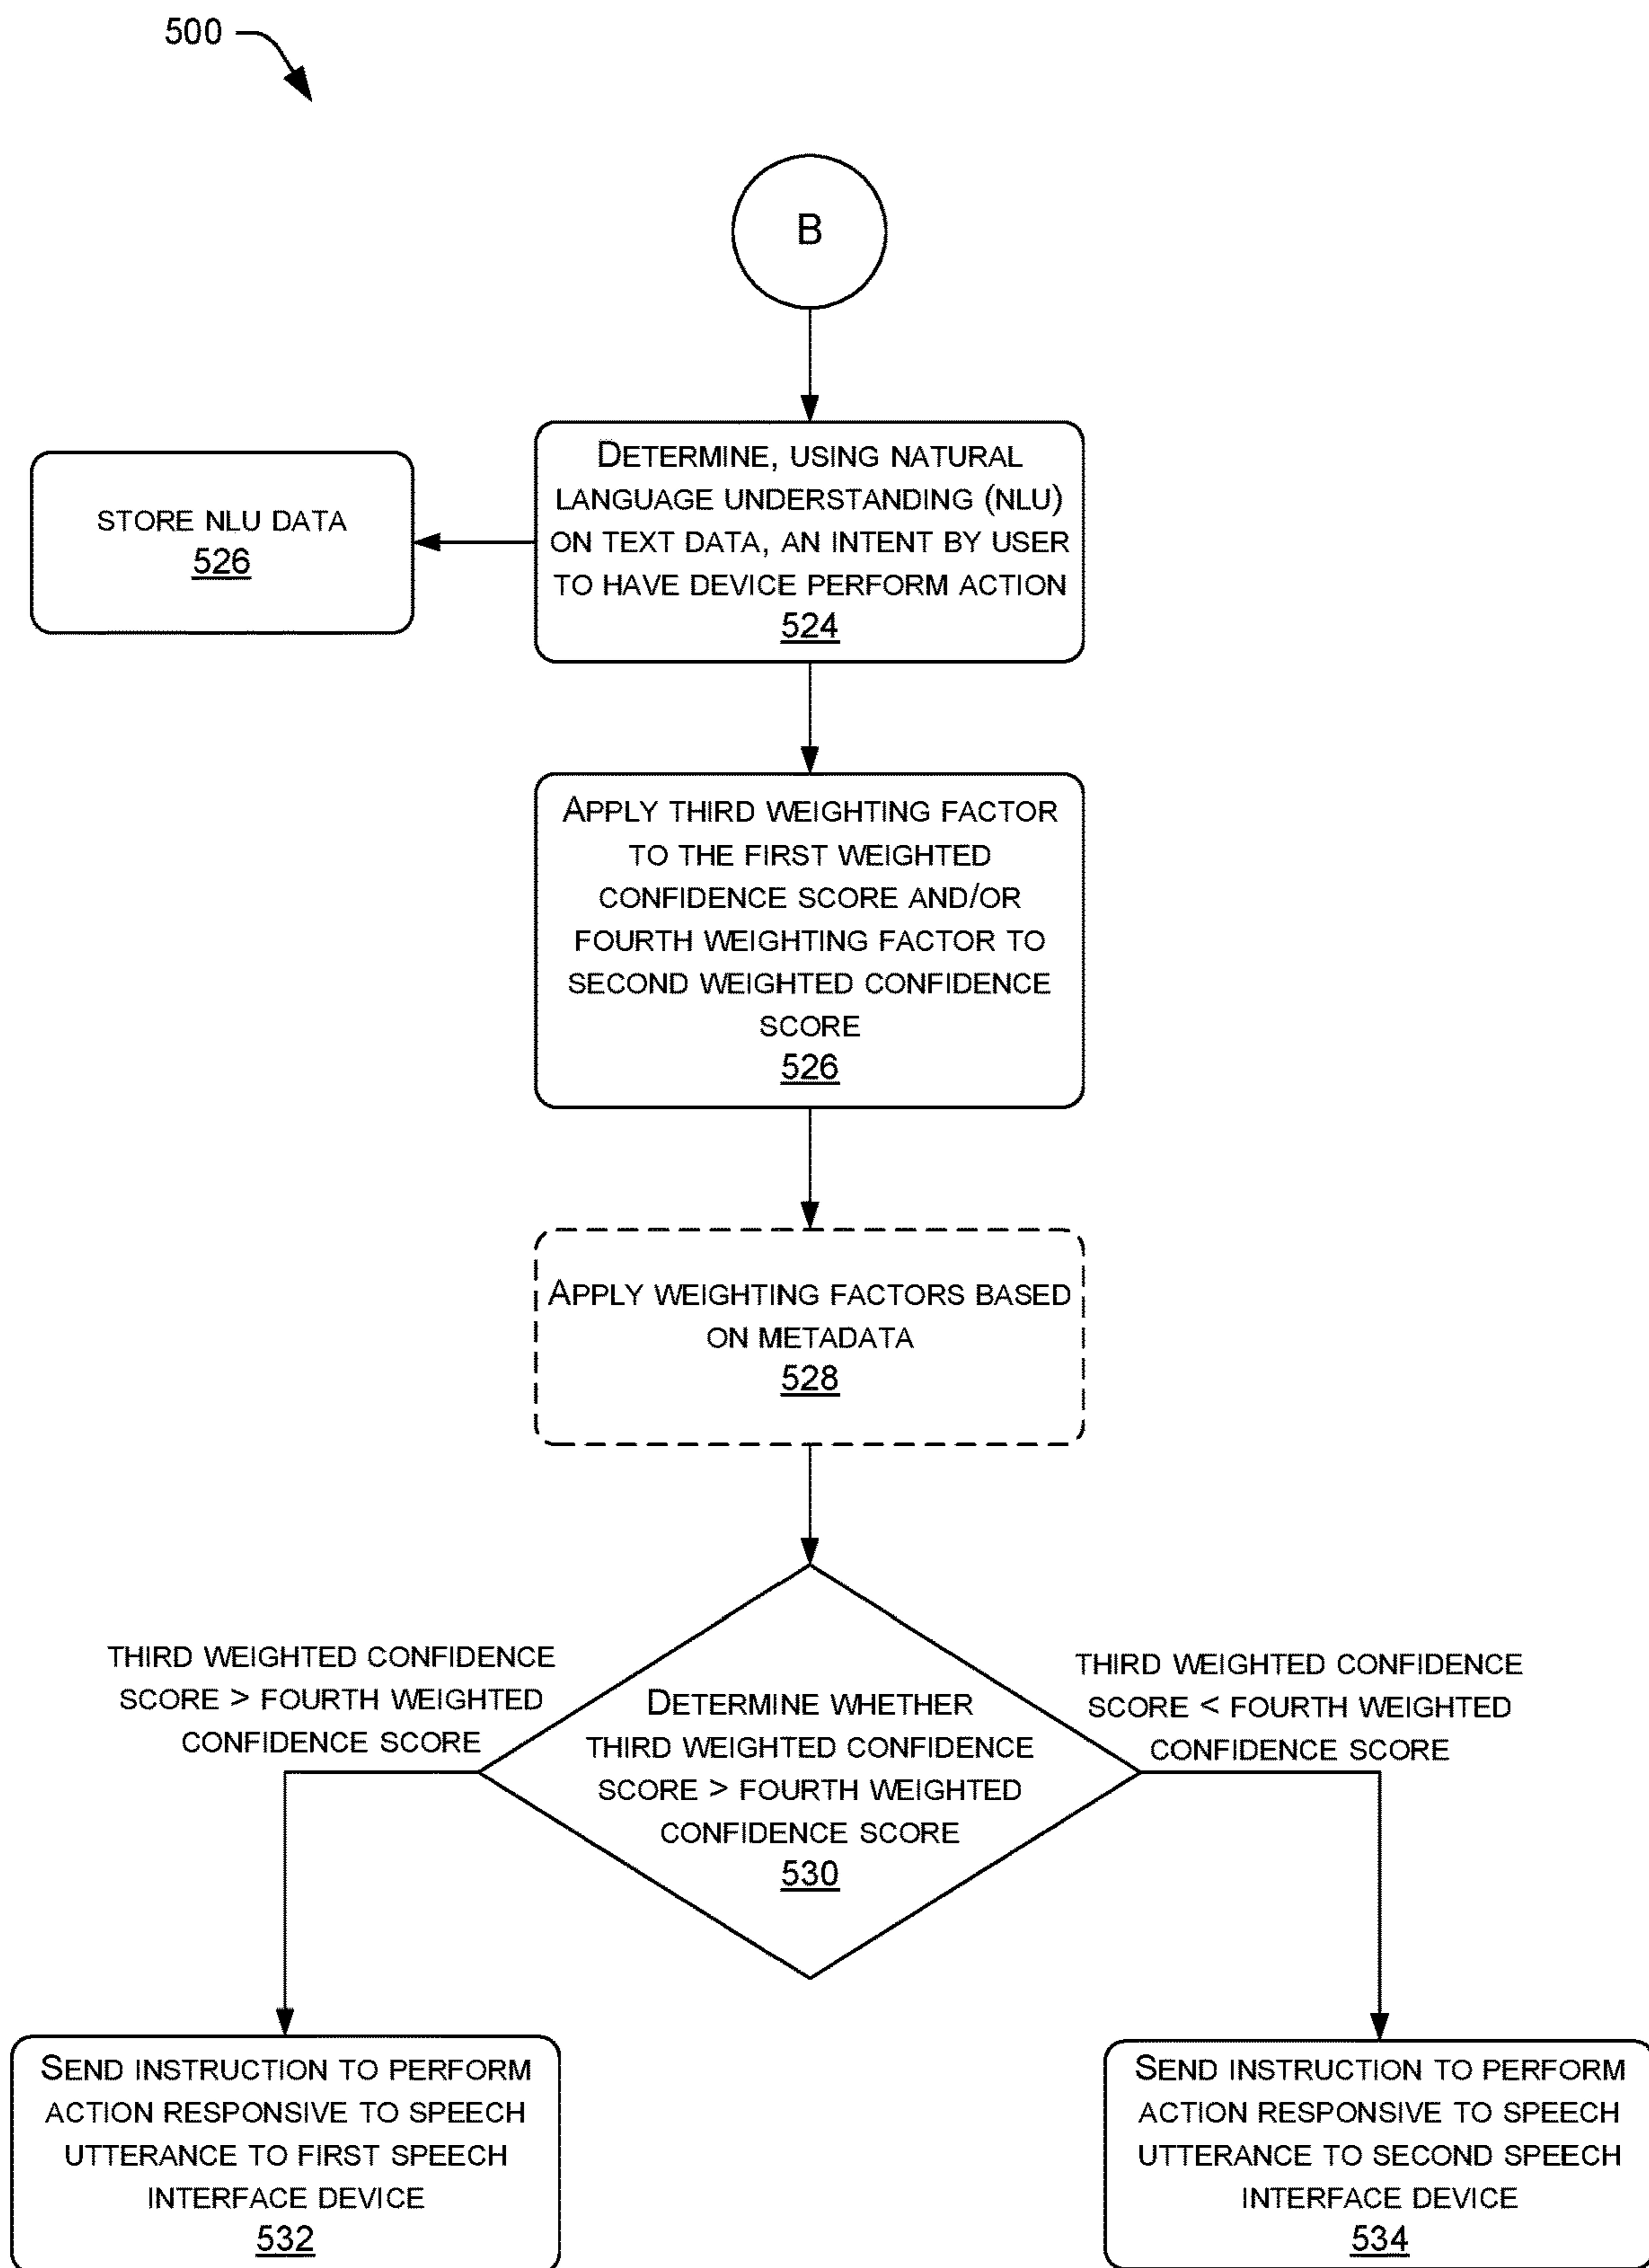 500
B
DETERMINE, USING NATURAL
LANGUAGE UNDERSTANDING (NLU)
ON TEXT DATA, AN INTENT BY USER
TO HAVE DEVICE PERFORM ACTION
524
STORE NLU DATA
526
APPLY THIRD WEIGHTING FACTOR
TO THE FIRST WEIGHTED
CONFIDENCE SCORE AND/OR
FOURTH WEIGHTING FACTOR TO
SECOND WEIGHTED CONFIDENCE
SCORE
526
APPLY WEIGHTING FACTORS BASED
ON METADATA
528
THIRD WEIGHTED CONFIDENCE
SCORE > FOURTH WEIGHTED
CONFIDENCE SCORE
DETERMINE WHETHER
THIRD WEIGHTED CONFIDENCE
SCORE > FOURTH WEIGHTED
CONFIDENCE SCORE
530
THIRD WEIGHTED CONFIDENCE
SCORE < FOURTH WEIGHTED
CONFIDENCE SCORE
SEND INSTRUCTION TO PERFORM
ACTION RESPONSIVE TO SPEECH
UTTERANCE TO FIRST SPEECH
INTERFACE DEVICE
532
SEND INSTRUCTION TO PERFORM
ACTION RESPONSIVE TO SPEECH
UTTERANCE TO SECOND SPEECH
INTERFACE DEVICE
534